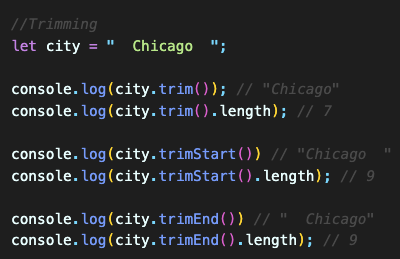 //Trimming
let city = "  Chicago  ";
console.log(city.trim()); // "Chicago"
console.log(city.trim().length); // 7
console.log(city.trimStart()) // "Chicago  "
console.log(city.trimStart().length); // 9
console.log(city.trimEnd()) // "  Chicago"
console.log(city.trimEnd().length); // 9